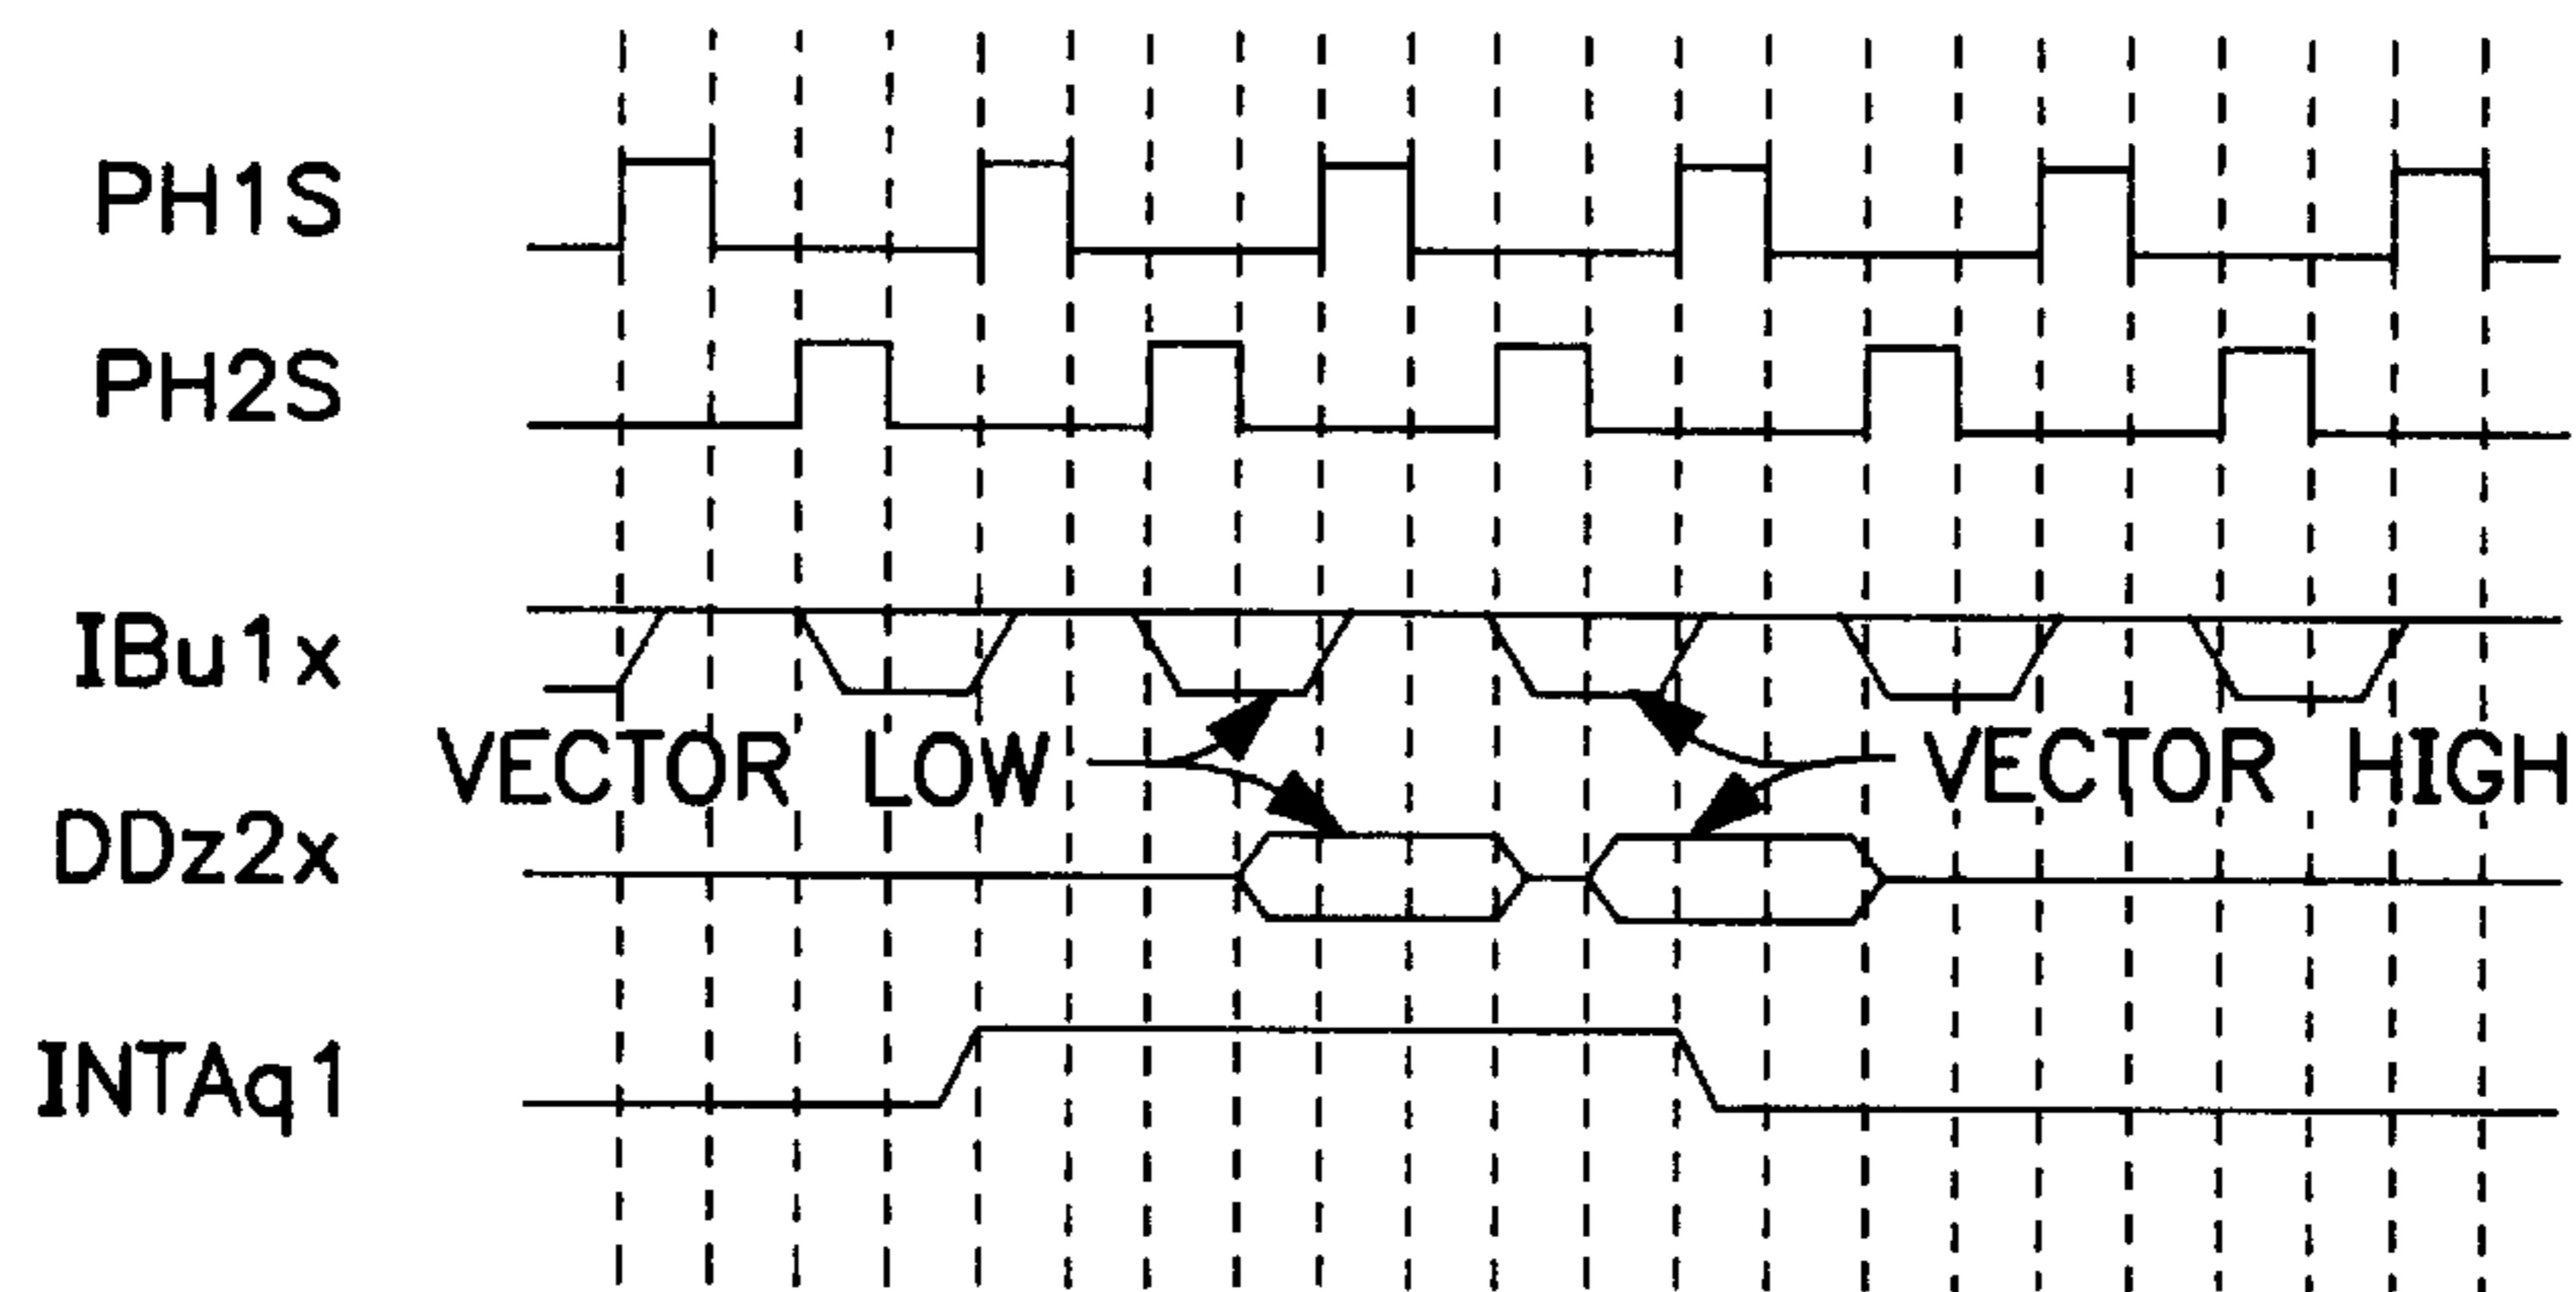 PH1S
PH2S
IBu1x
VECTOR LOW
VECTOR HIGH
DDz2x
INTAq1